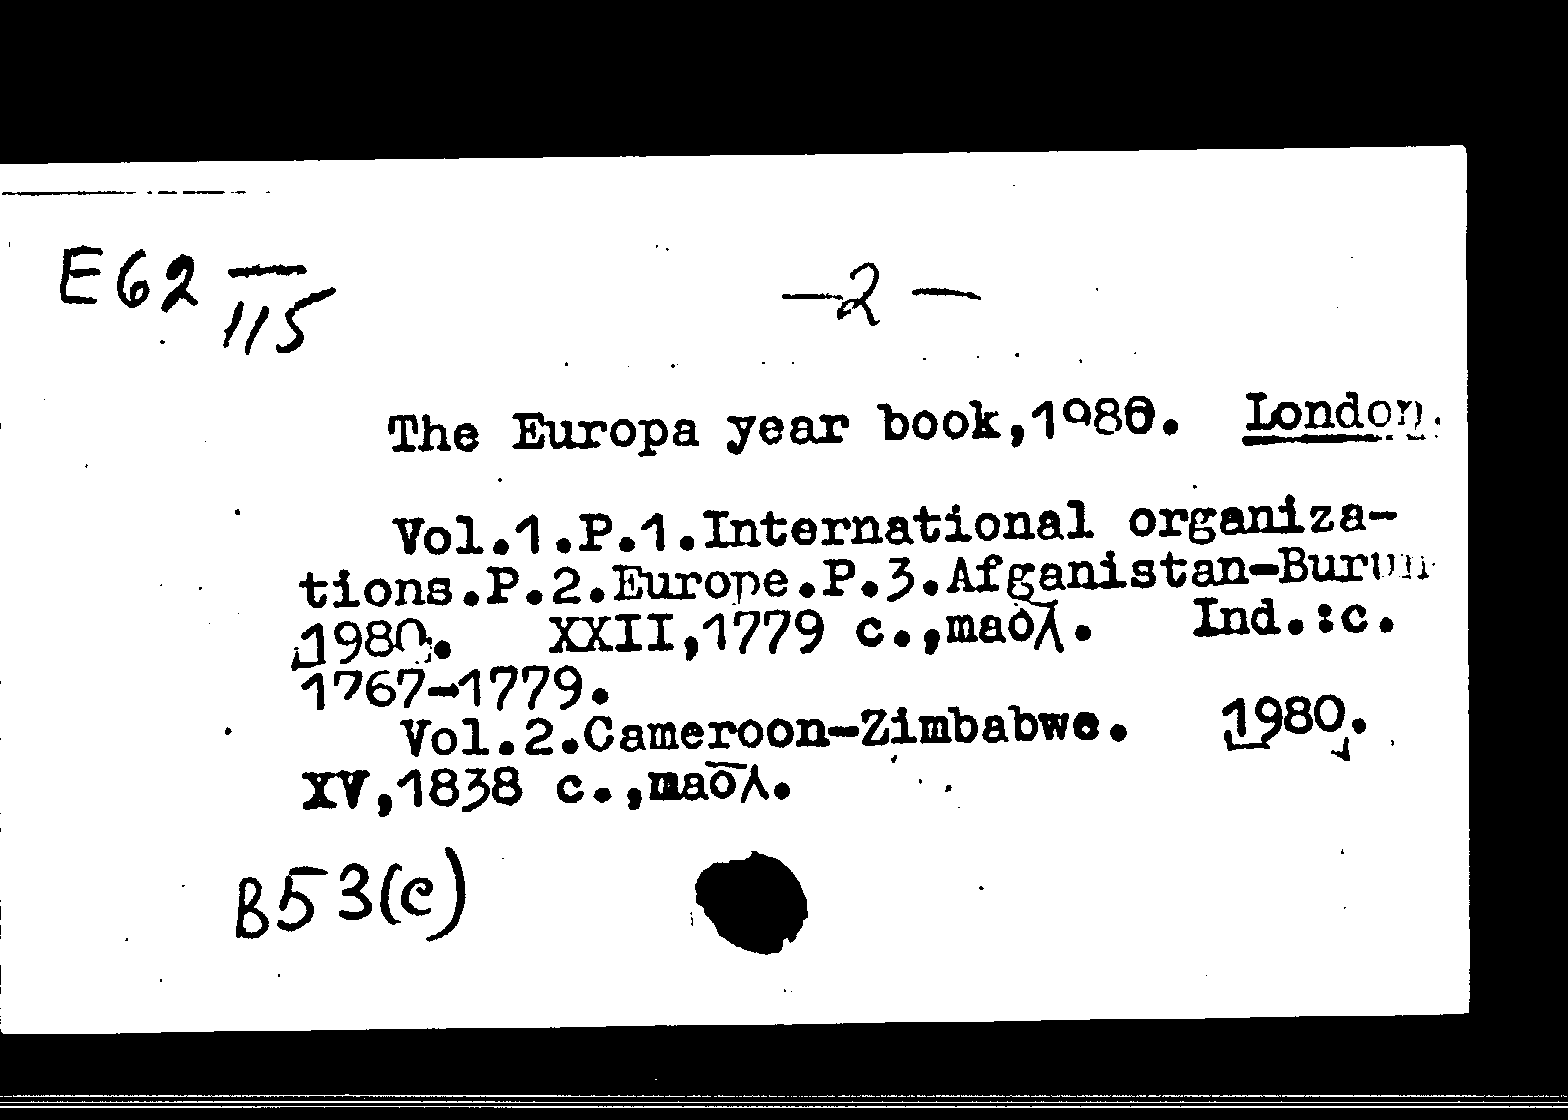 E62 —
115
— 2 —
The Europa year book,1980. London.
Vol.1.P.1.International organiza-
tions.P.2.Europe.P.3.Afganistan-Burun
[1980]. XXII,1779 с.,табл. Ind.:с.
1767-1779.
Vol.2.Cameroon-Zimbabwe. [1980].
XV,1838 с.,табл.
B53(c)